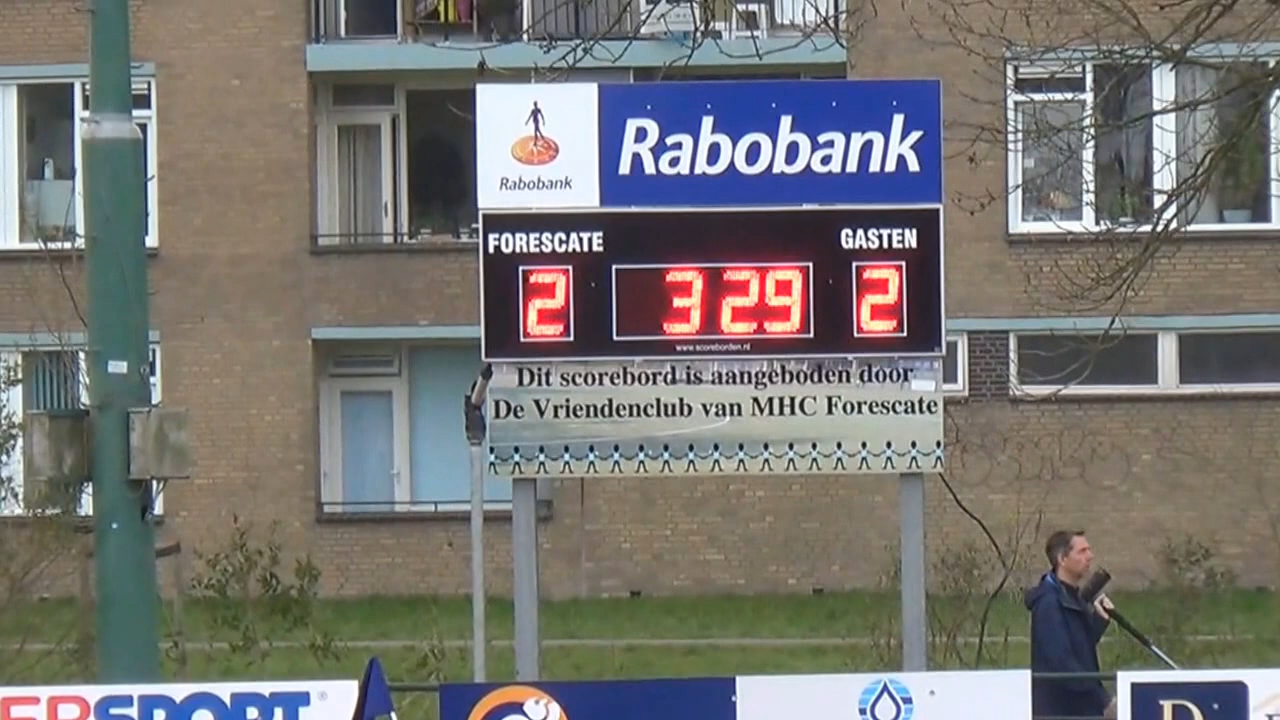 Rabobank
Rabobank
FORESCATE GASTEN
2 3 29 2
www.scoreborden.nl
Dit scorebord is aangeboden door
De Vriendenclub van MHC Forescate
ERSPORT®
D